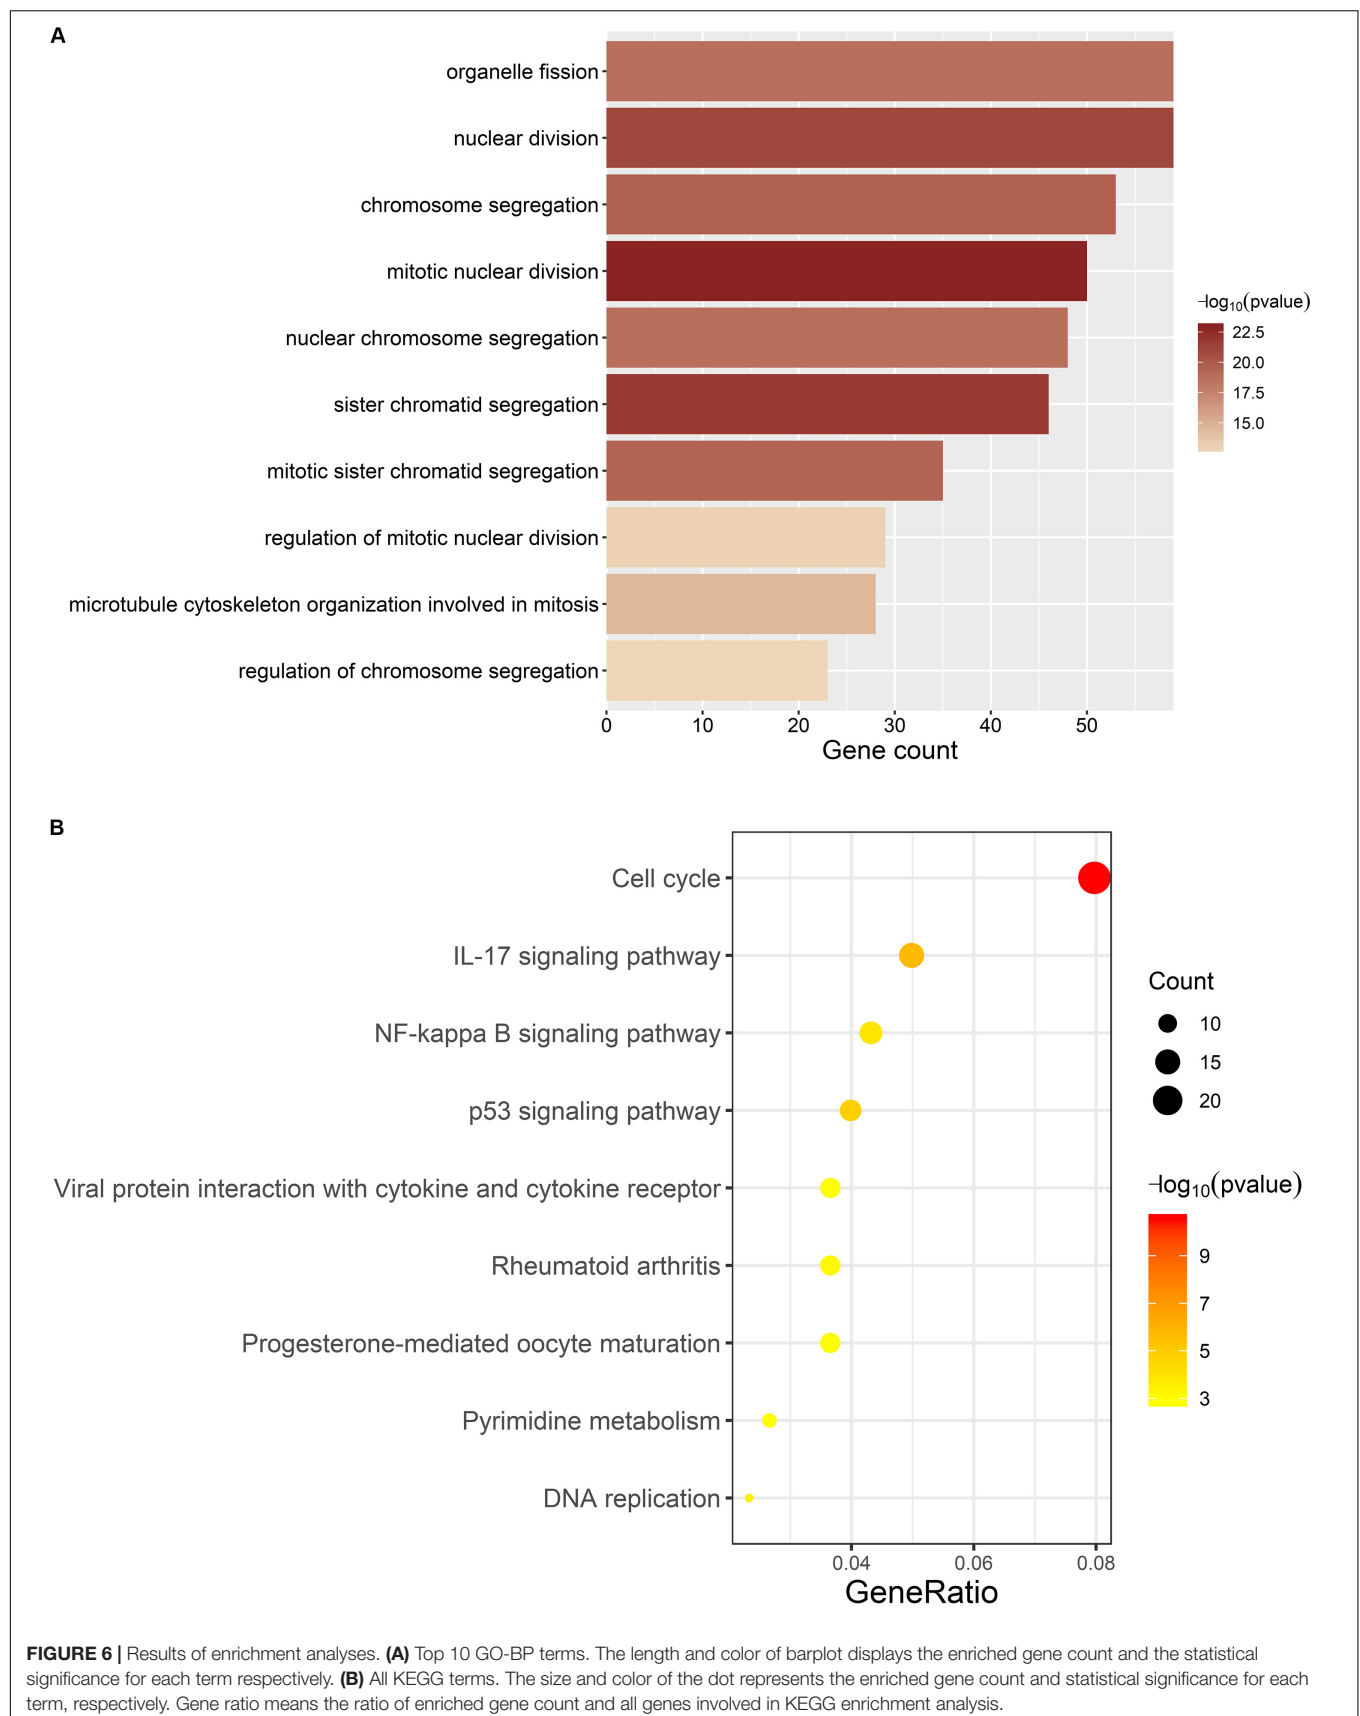 A
organelle fission
nuclear division
chromosome segregation
mitotic nuclear division
nuclear chromosome segregation
sister chromatid segregation
mitotic sister chromatid segregation
regulation of mitotic nuclear division
microtubule cytoskeleton organization involved in mitosis
regulation of chromosome segregation
0 10 20 30 40 50
Gene count
−log10(pvalue)
22.5
20.0
17.5
15.0
B
Cell cycle
IL-17 signaling pathway
NF-kappa B signaling pathway
p53 signaling pathway
Viral protein interaction with cytokine and cytokine receptor
Rheumatoid arthritis
Progesterone-mediated oocyte maturation
Pyrimidine metabolism
DNA replication
0.04 0.06 0.08
GeneRatio
Count
10
15
20
−log10(pvalue)
9
7
5
3
FIGURE 6 | Results of enrichment analyses. (A) Top 10 GO-BP terms. The length and color of barplot displays the enriched gene count and the statistical
significance for each term respectively. (B) All KEGG terms. The size and color of the dot represents the enriched gene count and statistical significance for each
term, respectively. Gene ratio means the ratio of enriched gene count and all genes involved in KEGG enrichment analysis.